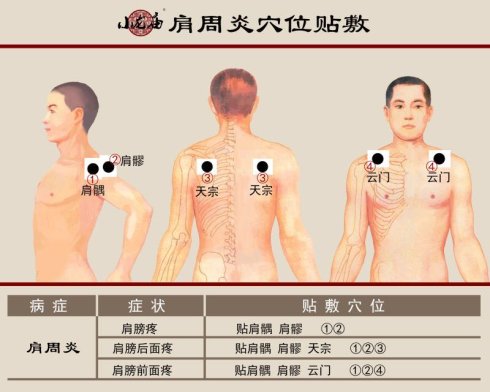 小龙庙 肩周炎穴位贴敷
② 肩髎
①
肩髃
③ ③
天宗 天宗
④ ④
云门 云门
病症 症状 贴敷穴位
肩周炎
肩膀疼 贴肩髃 肩髎 ①②
肩膀后面疼 贴肩髃 肩髎 天宗 ①②③
肩膀前面疼 贴肩髃 肩髎 云门 ①②④